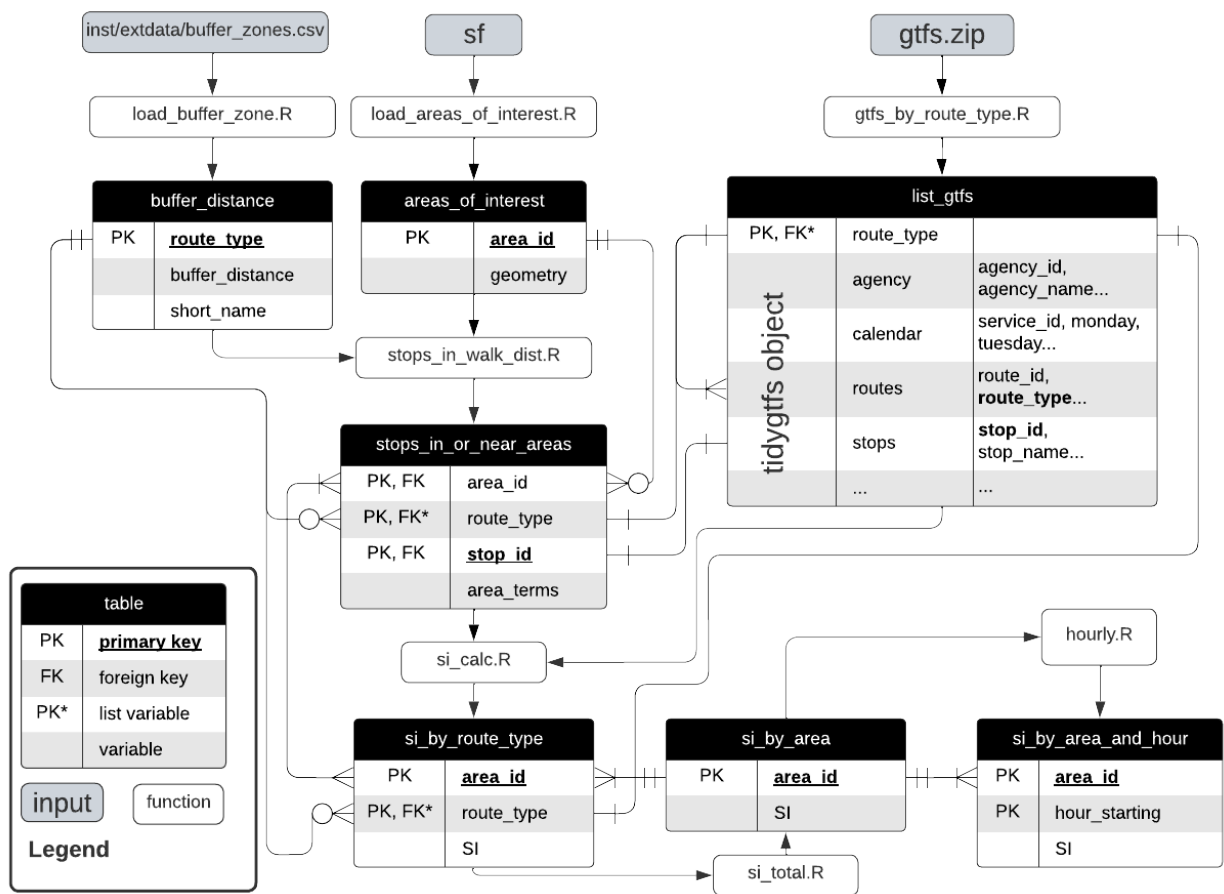 inst/extdata/buffer_zones.csv
sf
gtfs.zip
load_buffer_zone.R
load_areas_of_interest.R
gtfs_by_route_type.R
buffer_distance
PK route_type
buffer_distance
short_name
areas_of_interest
PK area_id
geometry
list_gtfs
PK, FK* route_type
tidygtfs object
agency agency_id,
agency_name...
calendar service_id, monday,
tuesday...
routes route_id,
route_type...
stops stop_id,
stop_name...
... ...
stops_in_walk_dist.R
stops_in_or_near_areas
PK, FK area_id
PK, FK* route_type
PK, FK stop_id
area_terms
si_calc.R
hourly.R
si_by_route_type
PK area_id
PK, FK* route_type
SI
si_by_area
PK area_id
SI
si_by_area_and_hour
PK area_id
PK hour_starting
SI
si_total.R
table
PK primary key
FK foreign key
PK* list variable
variable
input function
Legend